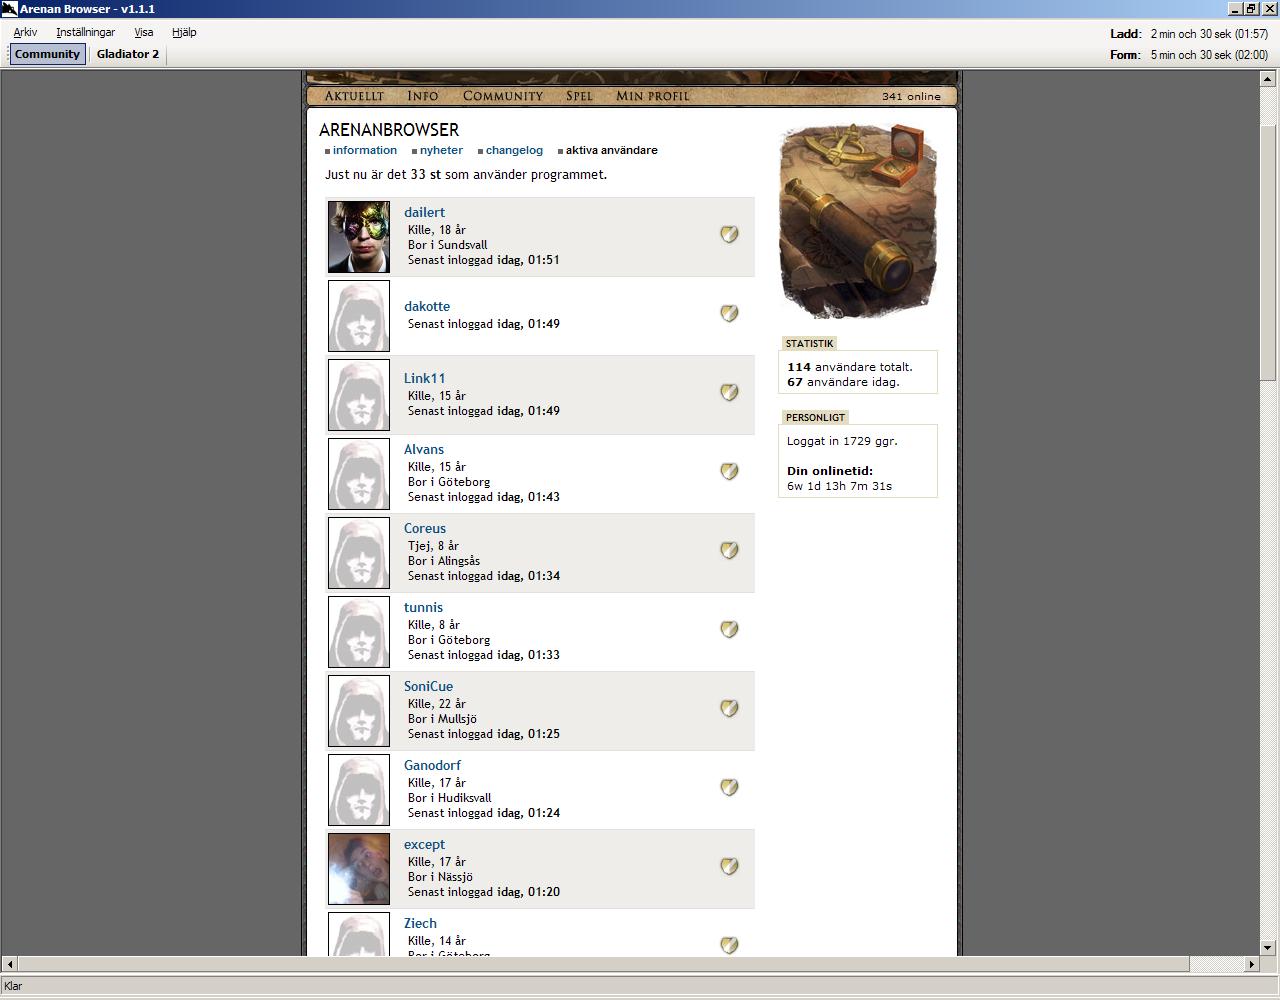 Arenan Browser - v1.1.1
Arkiv Inställningar Visa Hjälp
Ladd: 2 min och 30 sek (01:57)
Community Gladiator 2
Form: 5 min och 30 sek (02:00)
Aktuellt Info Community Spel Min profil 341 online
ARENANBROWSER
information nyheter changelog aktiva användare
Just nu är det 33 st som använder programmet.
dailert
Kille, 18 år
Bor i Sundsvall
Senast inloggad idag, 01:51
dakotte
Senast inloggad idag, 01:49
Link11
Kille, 15 år
Senast inloggad idag, 01:49
Alvans
Kille, 15 år
Bor i Göteborg
Senast inloggad idag, 01:43
Coreus
Tjej, 8 år
Bor i Alingsås
Senast inloggad idag, 01:34
tunnis
Kille, 8 år
Bor i Göteborg
Senast inloggad idag, 01:33
SoniCue
Kille, 22 år
Bor i Mullsjö
Senast inloggad idag, 01:25
Ganodorf
Kille, 17 år
Bor i Hudiksvall
Senast inloggad idag, 01:24
except
Kille, 17 år
Bor i Nässjö
Senast inloggad idag, 01:20
Ziech
Kille, 14 år
Bor i Göteborg
STATISTIK
114 användare totalt.
67 användare idag.
PERSONLIGT
Loggat in 1729 ggr.
Din onlinetid:
6w 1d 13h 7m 31s
Klar